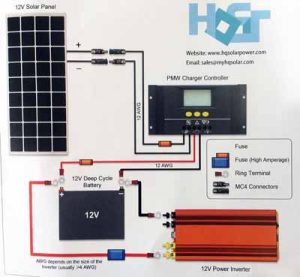 12V Solar Panel
HQST
Website: www.hqsolarpower.com
Email: sales@myhqsolar.com
PMW Charger Controller
12 AWG
12 AWG
Fuse
Fuse (High Amperage)
Ring Terminal
MC4 Connectors
12V Deep Cycle
Battery
12V
AWG depends on the size of the
Inverter (usually >4 AWG)
12V Power Inverter